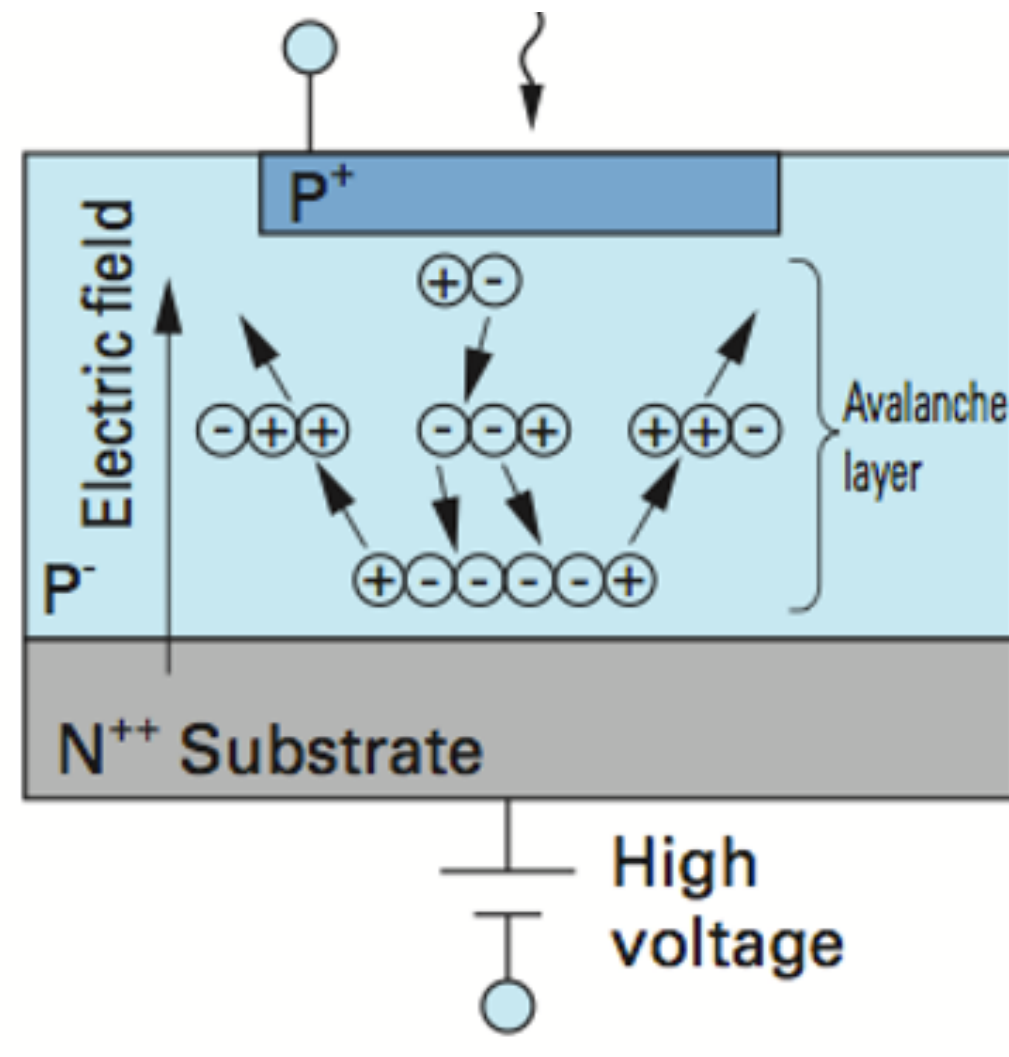 P⁺
Electric field
Avalanche
layer
P⁻
N⁺⁺ Substrate
High
voltage